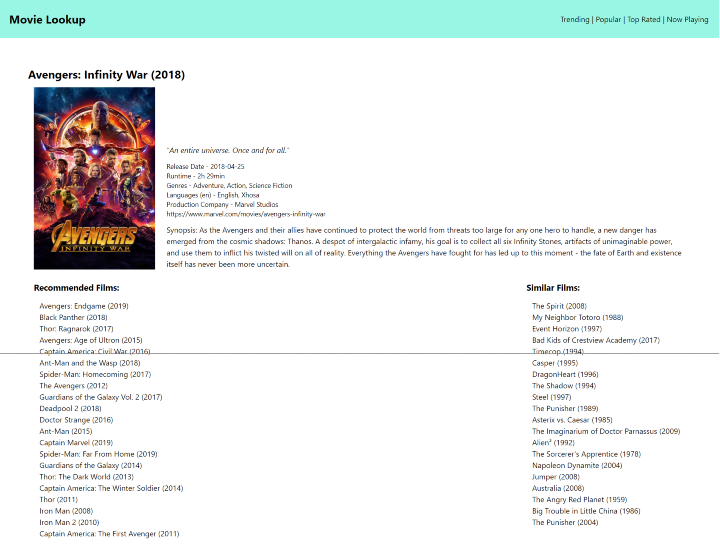 Movie Lookup
Trending | Popular | Top Rated | Now Playing
Avengers: Infinity War (2018)
AVENGERS
INFINITY WAR
"An entire universe. Once and for all."
Release Date - 2018-04-25
Runtime - 2h 29min
Genres - Adventure, Action, Science Fiction
Languages (en) - English, Xhosa
Production Company - Marvel Studios
https://www.marvel.com/movies/avengers-infinity-war
Synopsis: As the Avengers and their allies have continued to protect the world from threats too large for any one hero to handle, a new danger has
emerged from the cosmic shadows: Thanos. A despot of intergalactic infamy, his goal is to collect all six Infinity Stones, artifacts of unimaginable power,
and use them to inflict his twisted will on all of reality. Everything the Avengers have fought for has led up to this moment - the fate of Earth and existence
itself has never been more uncertain.
Recommended Films:
Avengers: Endgame (2019)
Black Panther (2018)
Thor: Ragnarok (2017)
Avengers: Age of Ultron (2015)
Captain America: Civil War (2016)
Ant-Man and the Wasp (2018)
Spider-Man: Homecoming (2017)
The Avengers (2012)
Guardians of the Galaxy Vol. 2 (2017)
Deadpool 2 (2018)
Doctor Strange (2016)
Ant-Man (2015)
Captain Marvel (2019)
Spider-Man: Far From Home (2019)
Guardians of the Galaxy (2014)
Thor: The Dark World (2013)
Captain America: The Winter Soldier (2014)
Thor (2011)
Iron Man (2008)
Iron Man 2 (2010)
Captain America: The First Avenger (2011)
Similar Films:
The Spirit (2008)
My Neighbor Totoro (1988)
Event Horizon (1997)
Bad Kids of Crestview Academy (2017)
Timecop (1994)
Casper (1995)
DragonHeart (1996)
The Shadow (1994)
Steel (1997)
The Punisher (1989)
Asterix vs. Caesar (1985)
The Imaginarium of Doctor Parnassus (2009)
Alien³ (1992)
The Sorcerer's Apprentice (1978)
Napoleon Dynamite (2004)
Jumper (2008)
Australia (2008)
The Angry Red Planet (1959)
Big Trouble in Little China (1986)
The Punisher (2004)